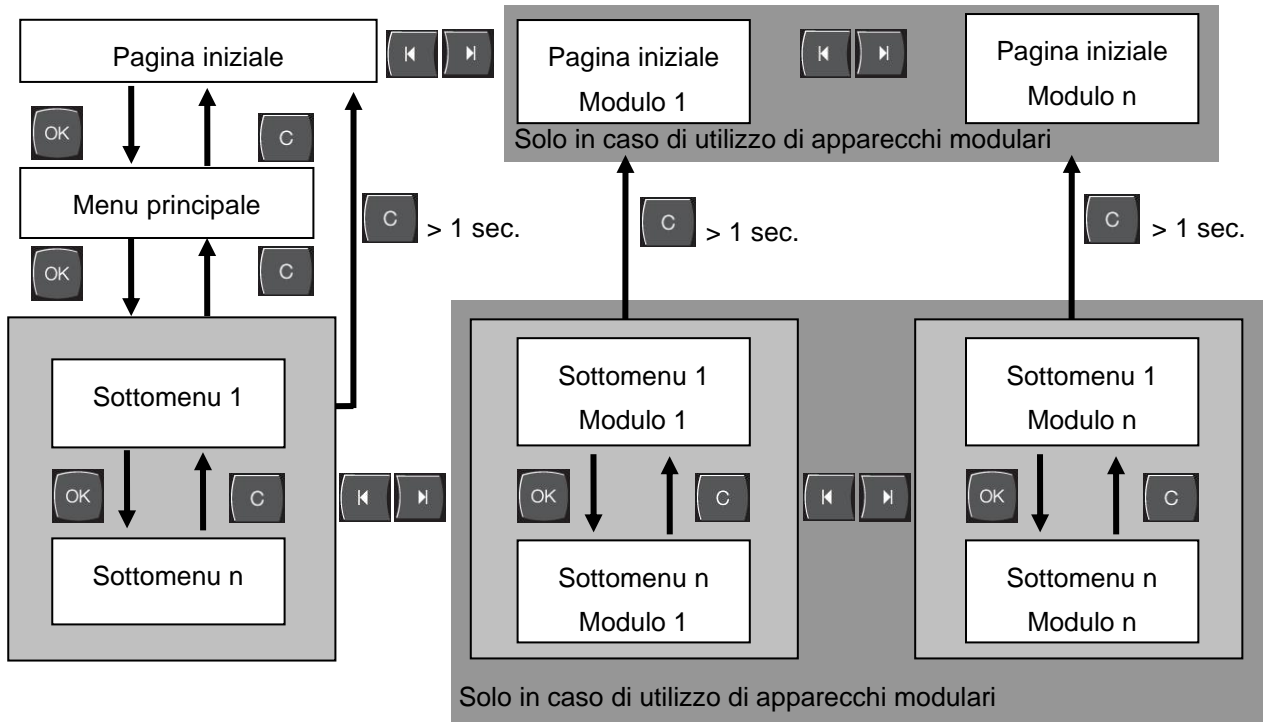 Pagina iniziale
Pagina iniziale
Modulo 1
Pagina iniziale
Modulo n
Solo in caso di utilizzo di apparecchi modulari
OK
C
Menu principale
C
> 1 sec.
C
> 1 sec.
C
> 1 sec.
OK
C
Sottomenu 1
Sottomenu 1
Modulo 1
Sottomenu 1
Modulo n
OK
C
OK
C
OK
C
Sottomenu n
Sottomenu n
Modulo 1
Sottomenu n
Modulo n
Solo in caso di utilizzo di apparecchi modulari